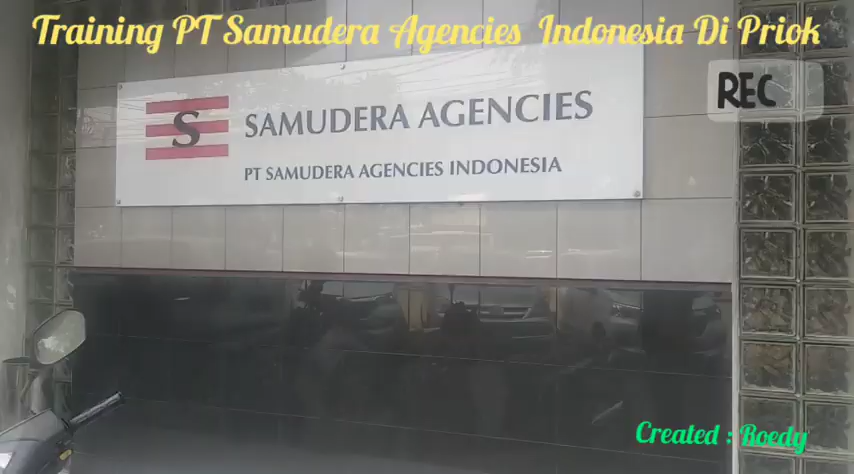 Training PT Samudera Agencies Indonesia Di Priok
REC
S
SAMUDERA AGENCIES
PT SAMUDERA AGENCIES INDONESIA
Created : Roedy